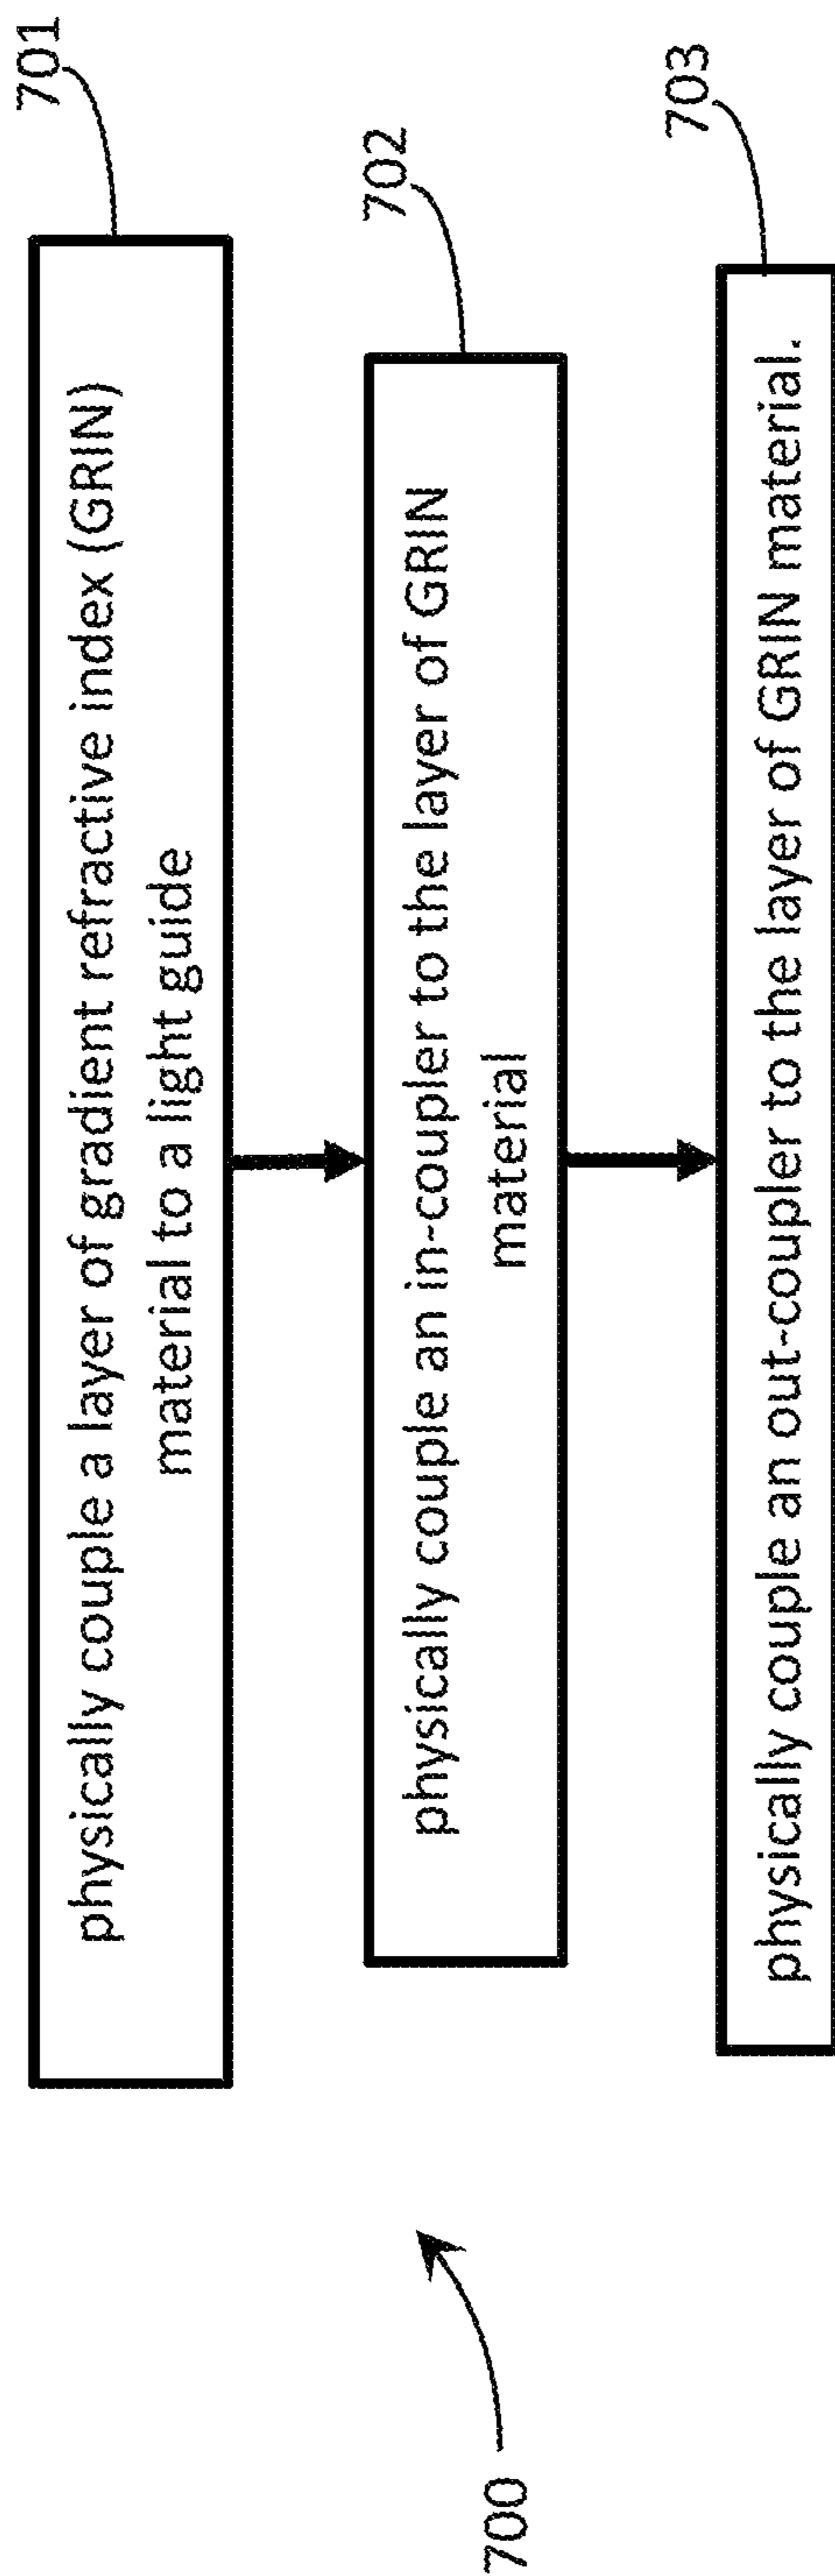 701
physically couple a layer of gradient refractive index (GRIN)
material to a light guide
702
physically couple an in-coupler to the layer of GRIN
material
703
physically couple an out-coupler to the layer of GRIN material.
700